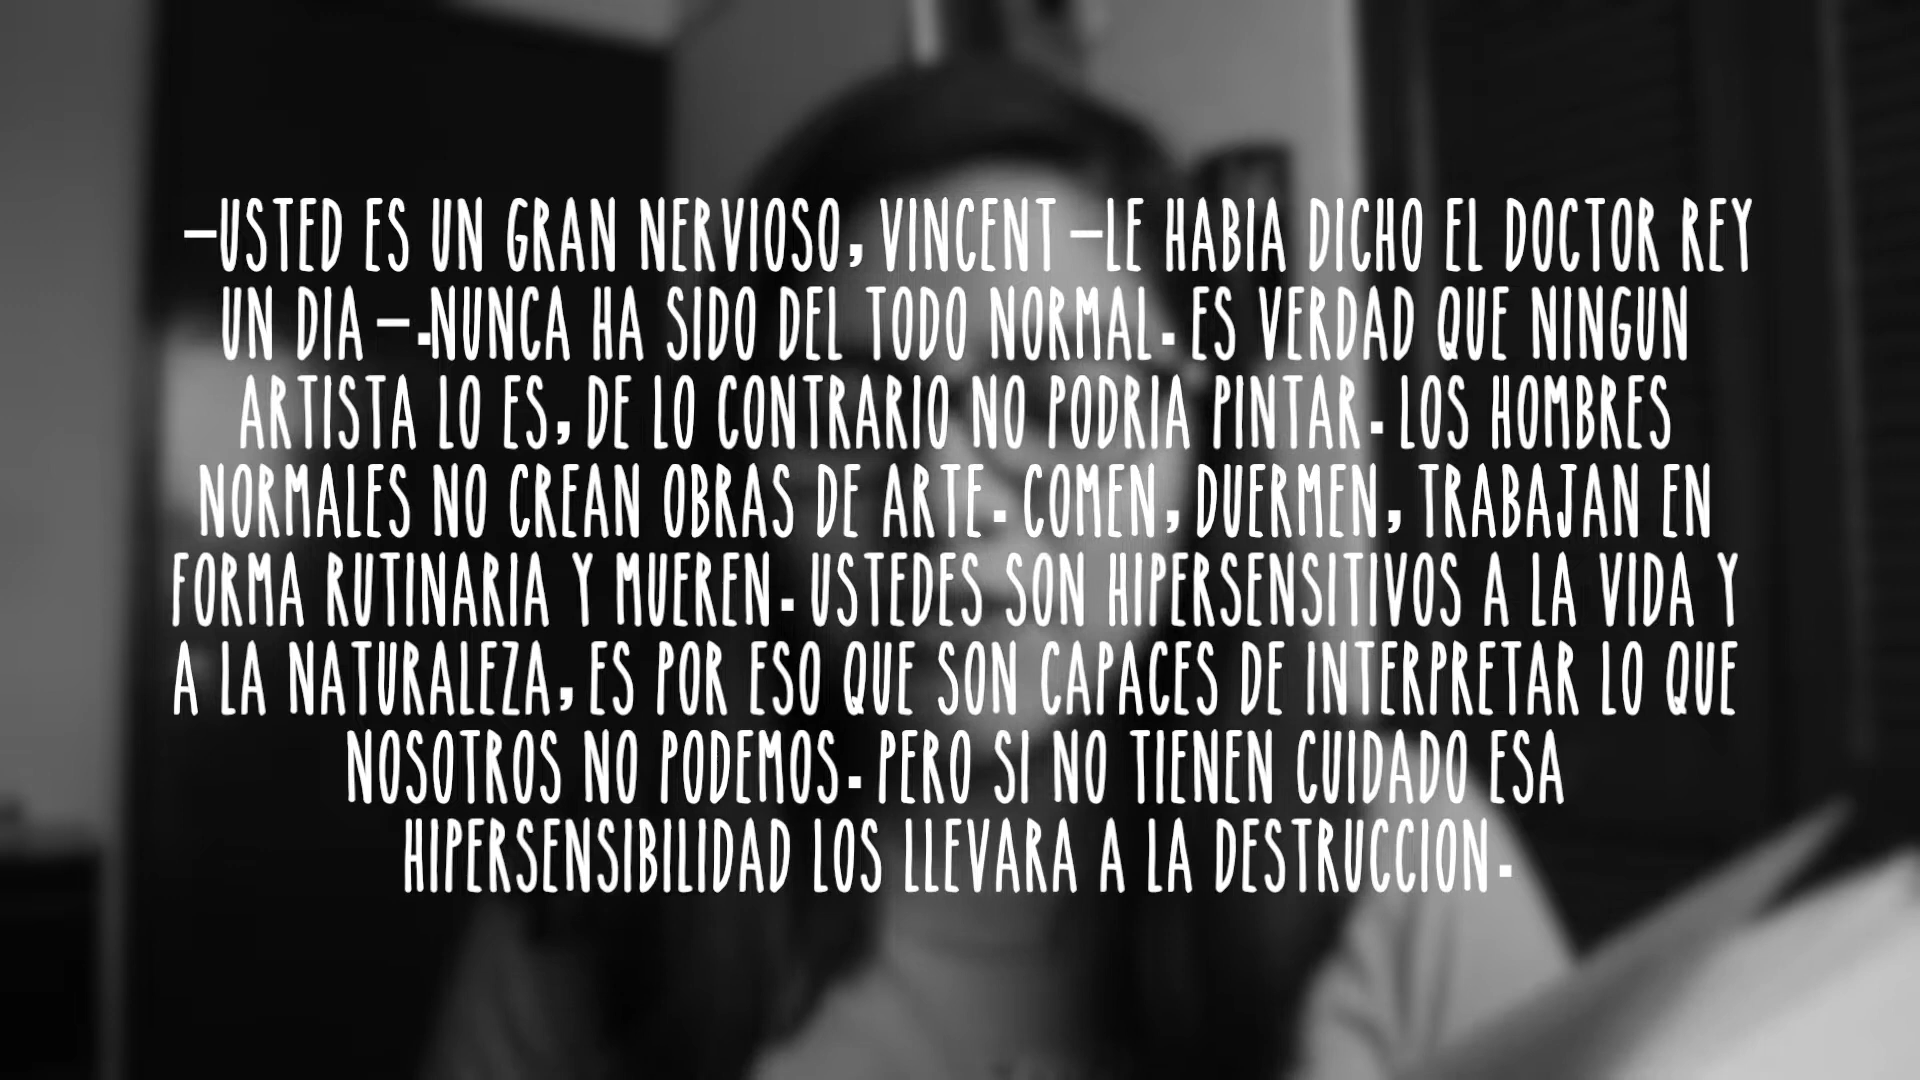 -USTED ES UN GRAN NERVIOSO, VINCENT -LE HABIA DICHO EL DOCTOR REY
UN DIA -.NUNCA HA SIDO DEL TODO NORMAL. ES VERDAD QUE NINGUN
ARTISTA LO ES, DE LO CONTRARIO NO PODRIA PINTAR. LOS HOMBRES
NORMALES NO CREAN OBRAS DE ARTE. COMEN, DUERMEN, TRABAJAN EN
FORMA RUTINARIA Y MUEREN. USTEDES SON HIPERSENSITIVOS A LA VIDA Y
A LA NATURALEZA, ES POR ESO QUE SON CAPACES DE INTERPRETAR LO QUE
NOSOTROS NO PODEMOS. PERO SI NO TIENEN CUIDADO ESA
HIPERSENSIBILIDAD LOS LLEVARA A LA DESTRUCCION.